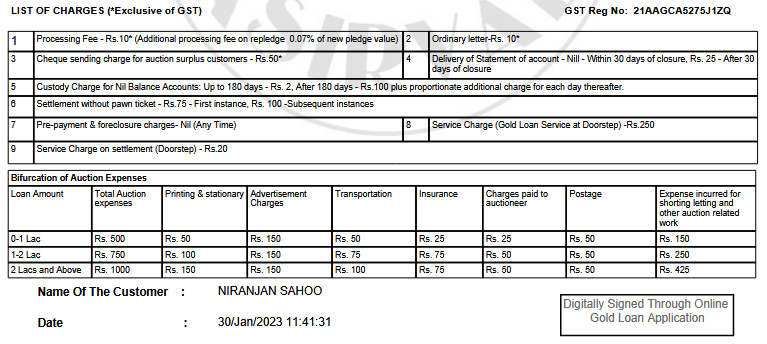 LIST OF CHARGES (*Exclusive of GST) GST Reg No: 21AAGCA5275J1ZQ
1 Processing Fee - Rs.10* (Additional processing fee on repledge 0.07% of new pledge value) 2 Ordinary letter-Rs. 10*
3 Cheque sending charge for auction surplus customers - Rs.50* 4 Delivery of Statement of account - Nill - Within 30 days of closure, Rs. 25 - After 30
days of closure
5 Custody Charge for Nil Balance Accounts: Up to 180 days - Rs. 2, After 180 days - Rs.100 plus proportionate additional charge for each day thereafter.
6 Settlement without pawn ticket - Rs.75 - First instance, Rs. 100 -Subsequent instances
7 Pre-payment & foreclosure charges- Nil (Any Time) 8 Service Charge (Gold Loan Service at Doorstep) -Rs.250
9 Service Charge on settlement (Doorstep) - Rs.20
Bifurcation of Auction Expenses
Loan Amount Total Auction Printing & stationary Advertisement Transportation Insurance Charges paid to Postage Expense incurred for
expenses Charges auctioneer shorting letting and
other auction related
work
0-1 Lac Rs. 500 Rs. 50 Rs. 150 Rs. 50 Rs. 25 Rs. 25 Rs. 50 Rs. 150
1-2 Lac Rs. 750 Rs. 100 Rs. 150 Rs. 75 Rs. 75 Rs. 50 Rs. 50 Rs. 250
2 Lacs and Above Rs. 1000 Rs. 150 Rs. 150 Rs. 100 Rs. 75 Rs. 50 Rs. 50 Rs. 425
Name Of The Customer : NIRANJAN SAHOO
Digitally Signed Through Online
Gold Loan Application
Date : 30/Jan/2023 11:41:31